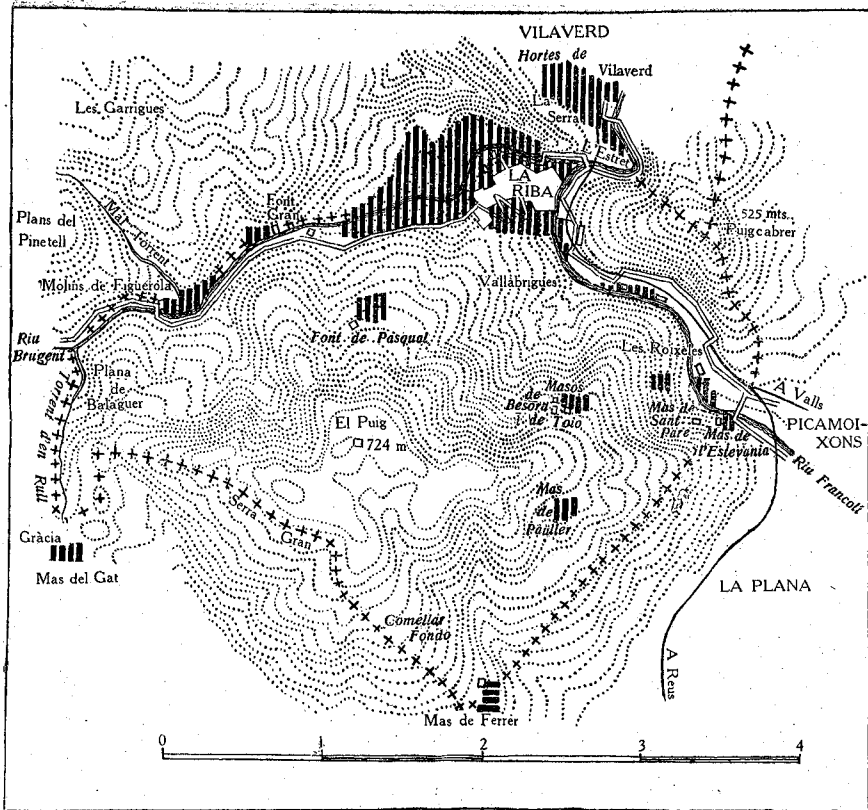 VILAVERD
Hortes de
Vilaverd
La
Serra
L'Estret
Les Garrigues
LA
RIBA
Font
Gran
525 mts.
Puigcabrer
Plans del
Pinetell
Mal Torrent
Molins de Figuerola
Vallabrigues
Font de Pasqual
Riu
Brugent
Les Roixeles
Plana
de
Balaguer
Torrent d'en Rull
Masos
de
Besora
de Toio
A Valls
PICAMOI-
XONS
Mas de
Sant
Pare
Mas de
l'Estevania
Riu Francolí
El Puig
724 m
Serra
Gran
Mas
de
Pauller
Gràcia
Mas del Gat
LA PLANA
Comellar
Fondo
A Reus
Mas de Ferrer
0 1 2 3 4